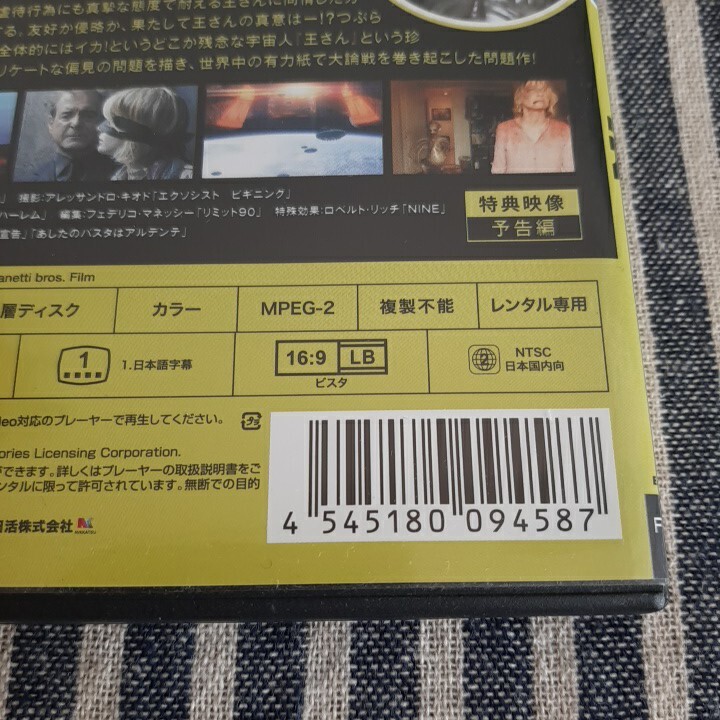 虐待行為にも真摯な態度で耐える王さんに同情した力
する。友好か侵略か、果たして王さんの真意はー!?つぶら
全体的にはイカ!というどこか残念な宇宙人『王さん』という珍
リケートな偏見の問題を描き、世界中の有力紙で大論戦を巻き起こした問題作!
」 撮影:アレッサンドロ・キオド「エクソシスト ビギニング」
ハーレム」 編集:フェデリコ・マネッシー「リミット90」 特殊効果:ロベルト・リッチ「NINE」
宣告」「あしたのパスタはアルデンテ」
特典映像
予告編
anetti bros. Film
層ディスク カラー MPEG-2 複製不能 レンタル専用
1 1.日本語字幕 16:9 LB ビスタ 2 NTSC 日本国内向
deo対応のプレーヤーで再生してください。
ories Licensing Corporation.
ができます。詳しくはプレーヤーの取扱説明書をご
ンタルに限って許可されています。無断での目的
日活株式会社
4 545180 094587